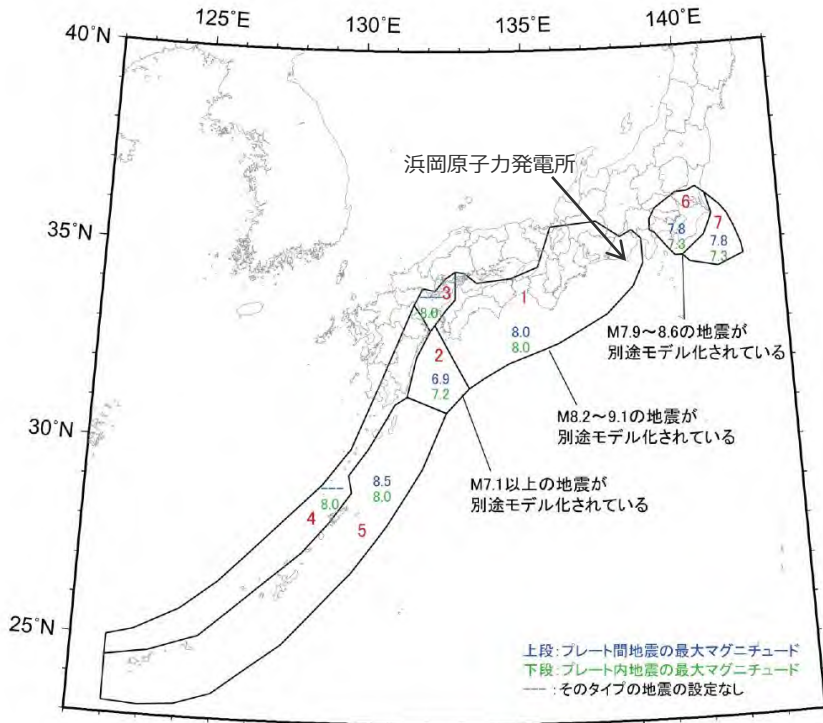 125°E
130°E
135°E
140°E
40°N
浜岡原子力発電所
35°N
6
7.8
7.3
7
7.8
7.3
3
---
8.0
1
8.0
8.0
M7.9～8.6の地震が
別途モデル化されている
2
6.9
7.2
M8.2～9.1の地震が
別途モデル化されている
30°N
M7.1以上の地震が
別途モデル化されている
---
8.0
4
8.5
8.0
5
25°N
上段:プレート間地震の最大マグニチュード
下段:プレート内地震の最大マグニチュード
---:そのタイプの地震の設定なし